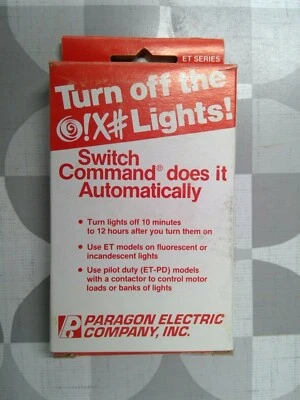 ET SERIES
Turn off the
@!X# Lights!
Switch
Command® does it
Automatically
• Turn lights off 10 minutes
to 12 hours after you turn them on
• Use ET models on fluorescent or
incandescent lights
• Use pilot duty (ET-PD) models
with a contactor to control motor
loads or banks of lights
PARAGON ELECTRIC
COMPANY, INC.